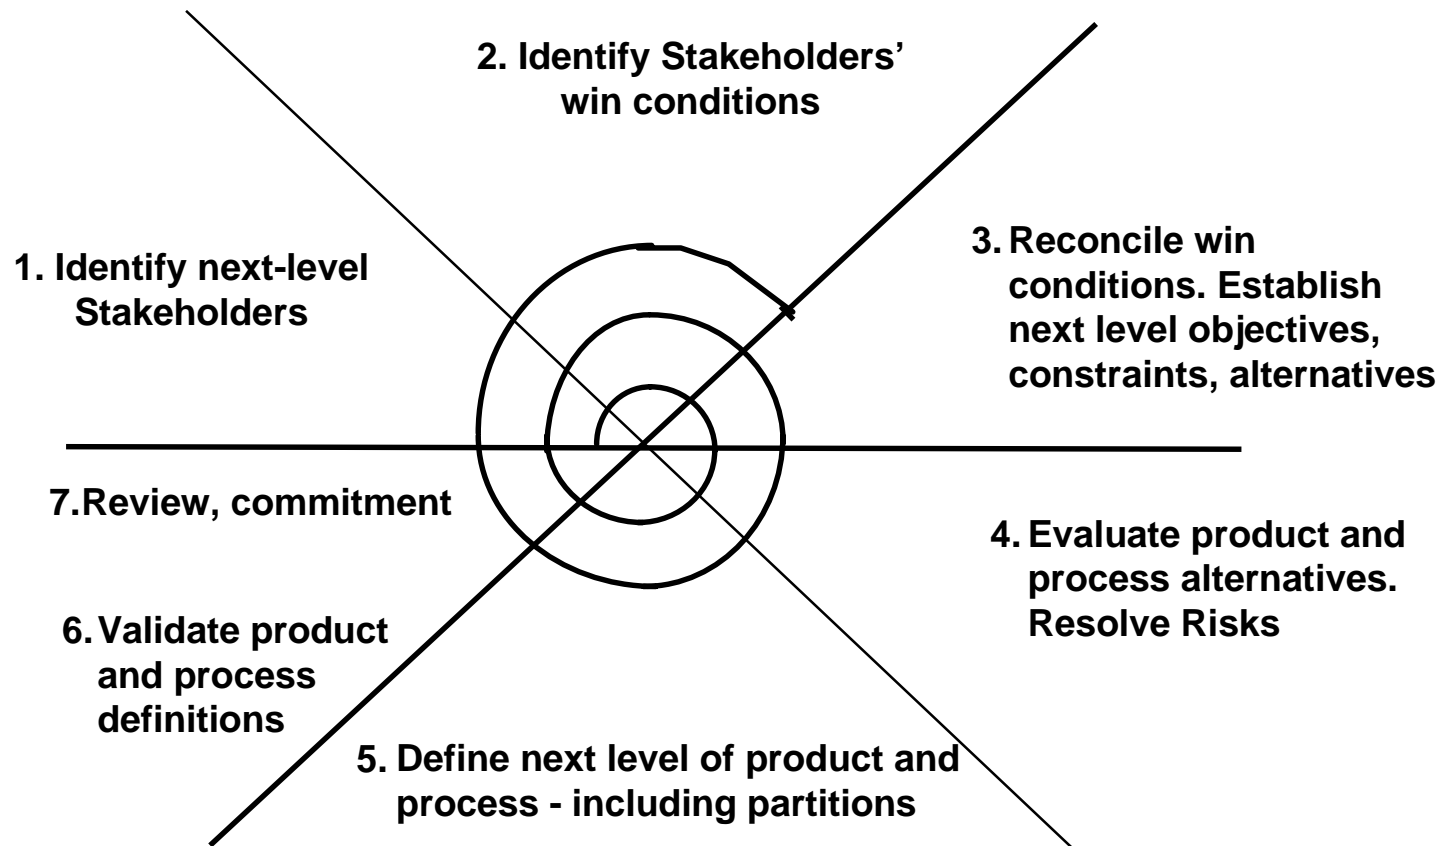 2. Identify Stakeholders’
win conditions
1. Identify next-level
Stakeholders
3. Reconcile win
conditions. Establish
next level objectives,
constraints, alternatives
7.Review, commitment
4. Evaluate product and
process alternatives.
Resolve Risks
6. Validate product
and process
definitions
5. Define next level of product and
process - including partitions